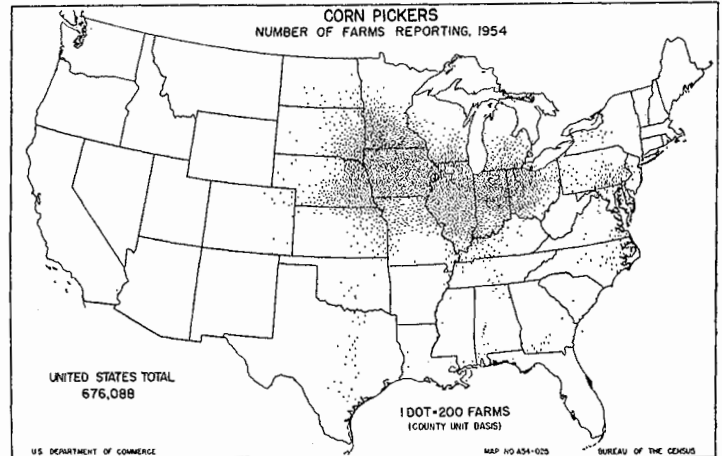 CORN PICKERS
NUMBER OF FARMS REPORTING, 1954
UNITED STATES TOTAL
676,088
1 DOT=200 FARMS
(COUNTY UNIT BASIS)
U.S. DEPARTMENT OF COMMERCE
MAP NO A54-025
BUREAU OF THE CENSUS